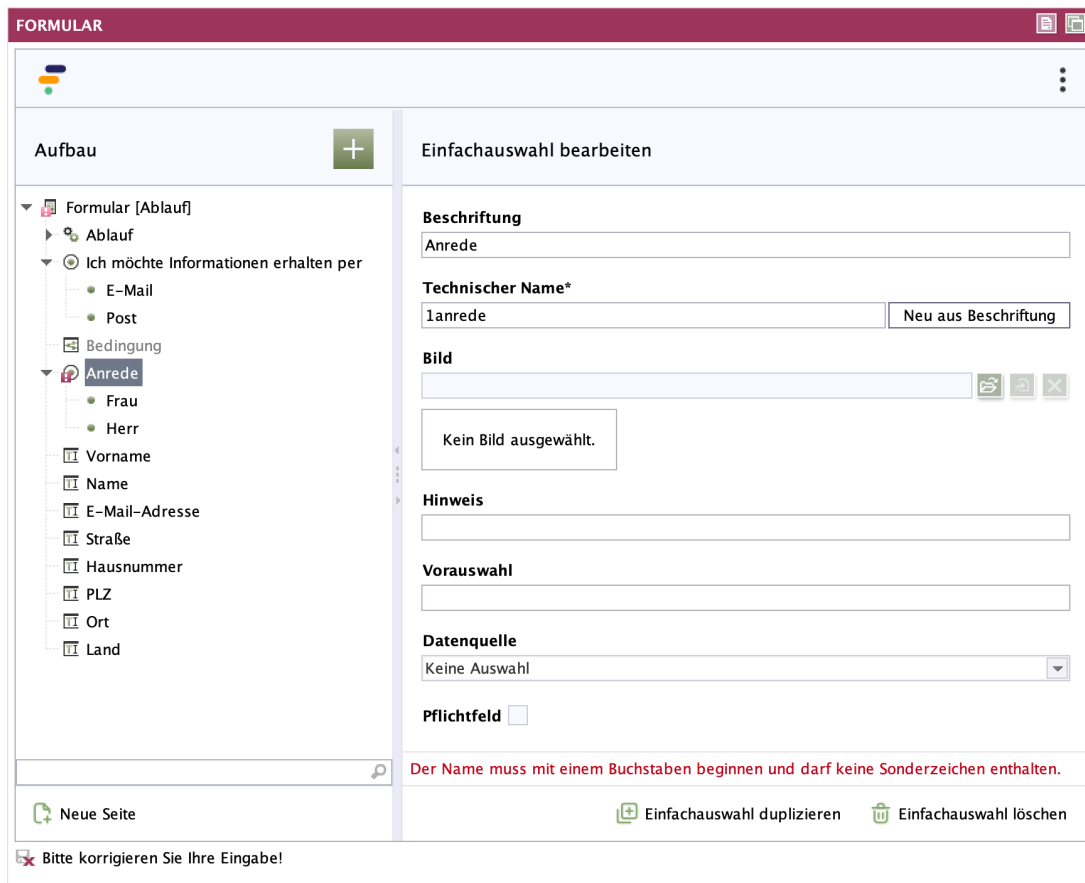 FORMULAR
Aufbau
Formular [Ablauf]
Ablauf
Ich möchte Informationen erhalten per
E-Mail
Post
Bedingung
Anrede
Frau
Herr
Vorname
Name
E-Mail-Adresse
Straße
Hausnummer
PLZ
Ort
Land
Neue Seite
Einfachauswahl bearbeiten
Beschriftung
Anrede
Technischer Name*
1anrede Neu aus Beschriftung
Bild
Kein Bild ausgewählt.
Hinweis
Vorauswahl
Datenquelle
Keine Auswahl
Pflichtfeld
Der Name muss mit einem Buchstaben beginnen und darf keine Sonderzeichen enthalten.
Einfachauswahl duplizieren Einfachauswahl löschen
Bitte korrigieren Sie Ihre Eingabe!